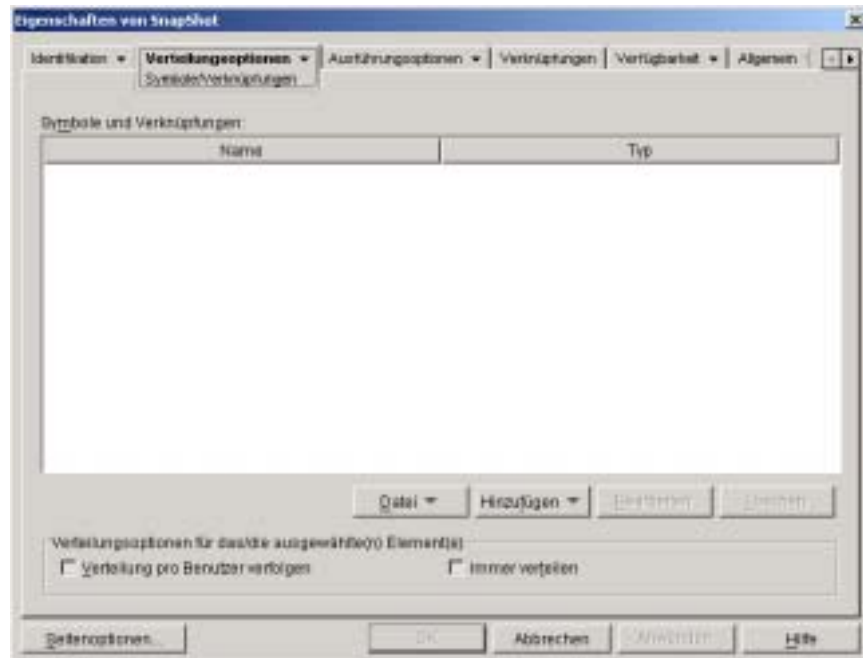 Eigenschaften von SnapShot
Identifikation Verteilungsoptionen Ausführungsoptionen Verknüpfungen Verfügbarkeit Allgemein
Symbole/Verknüpfungen
Symbole und Verknüpfungen:
Name Typ
Datei Hinzufügen Bearbeiten Löschen
Verteilungsoptionen für das/die ausgewählte(n) Element(e)
Verteilung pro Benutzer verfolgen Immer verteilen
Seitenoptionen... OK Abbrechen Anwenden Hilfe